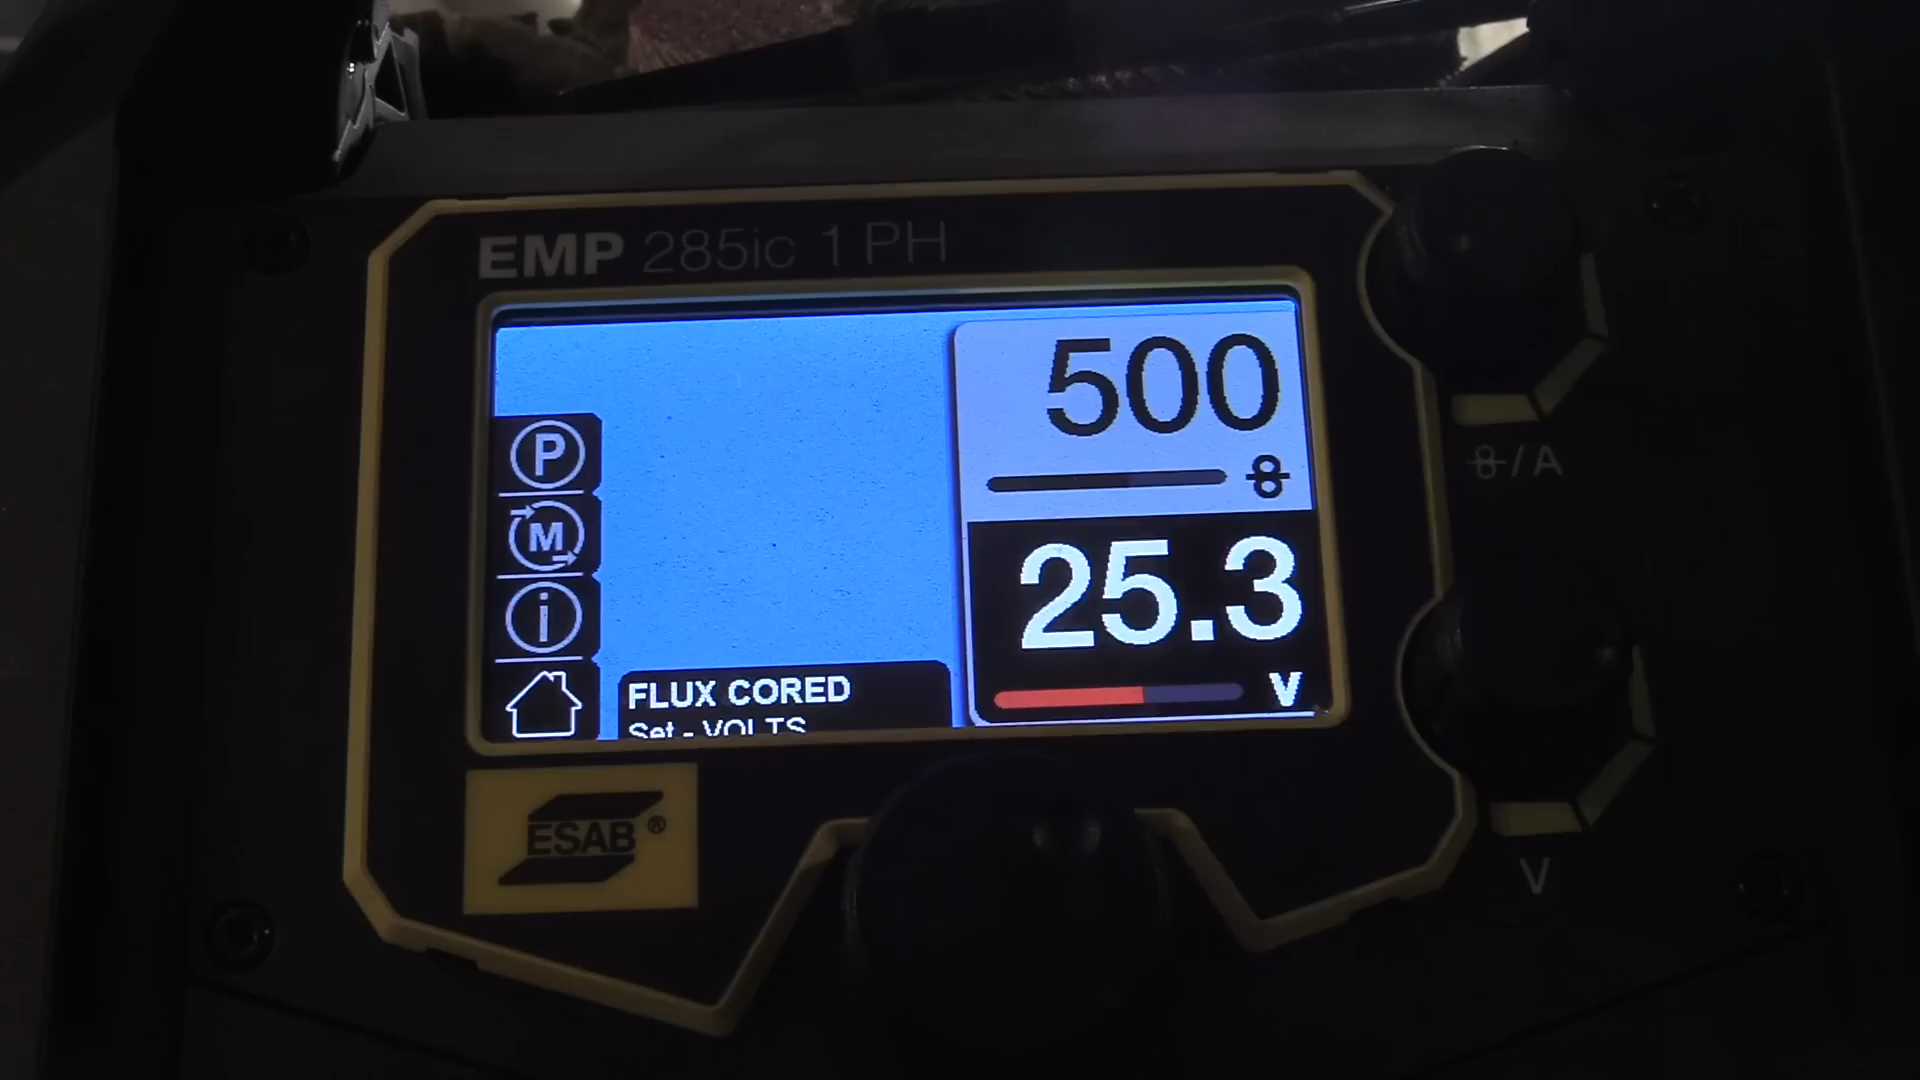 EMP 285ic 1 PH
500
P
M
25.3
i
V
FLUX CORED
Set - VOLTS
/ A
ESAB®
V